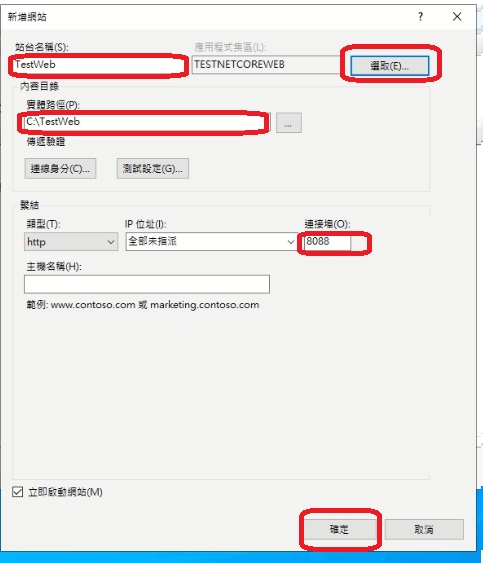 新增網站
? ×
站台名稱(S): 應用程式集區(L):
TestWeb TESTNETCOREWEB 選取(E)...
內容目錄
實體路徑(P):
C:\TestWeb ...
傳遞驗證
連線身分(C)... 測試設定(G)...
繫結
類型(T): IP 位址(I): 連接埠(O):
http 全部未指派 8088
主機名稱(H):
範例: www.contoso.com 或 marketing.contoso.com
立即啟動網站(M)
確定 取消